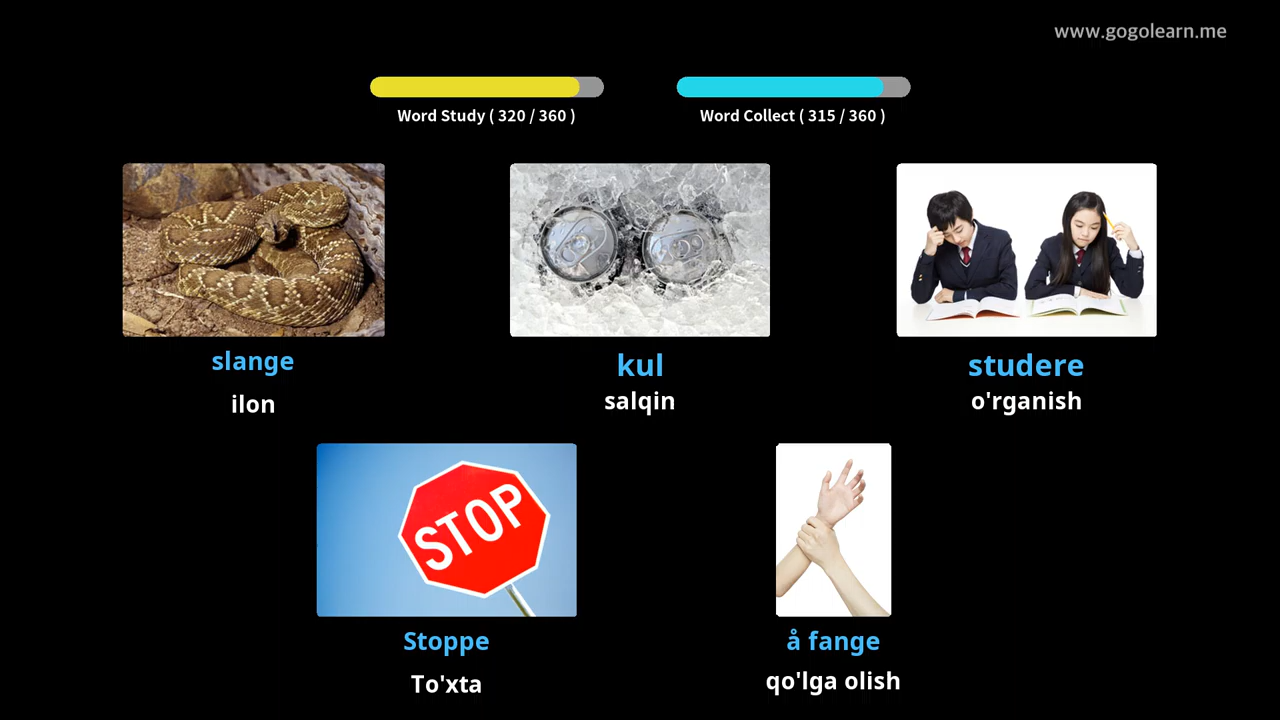 www.gogolearn.me
Word Study ( 320 / 360 )
Word Collect ( 315 / 360 )
slange
ilon
kul
salqin
studere
o'rganish
STOP
Stoppe
To'xta
å fange
qo'lga olish